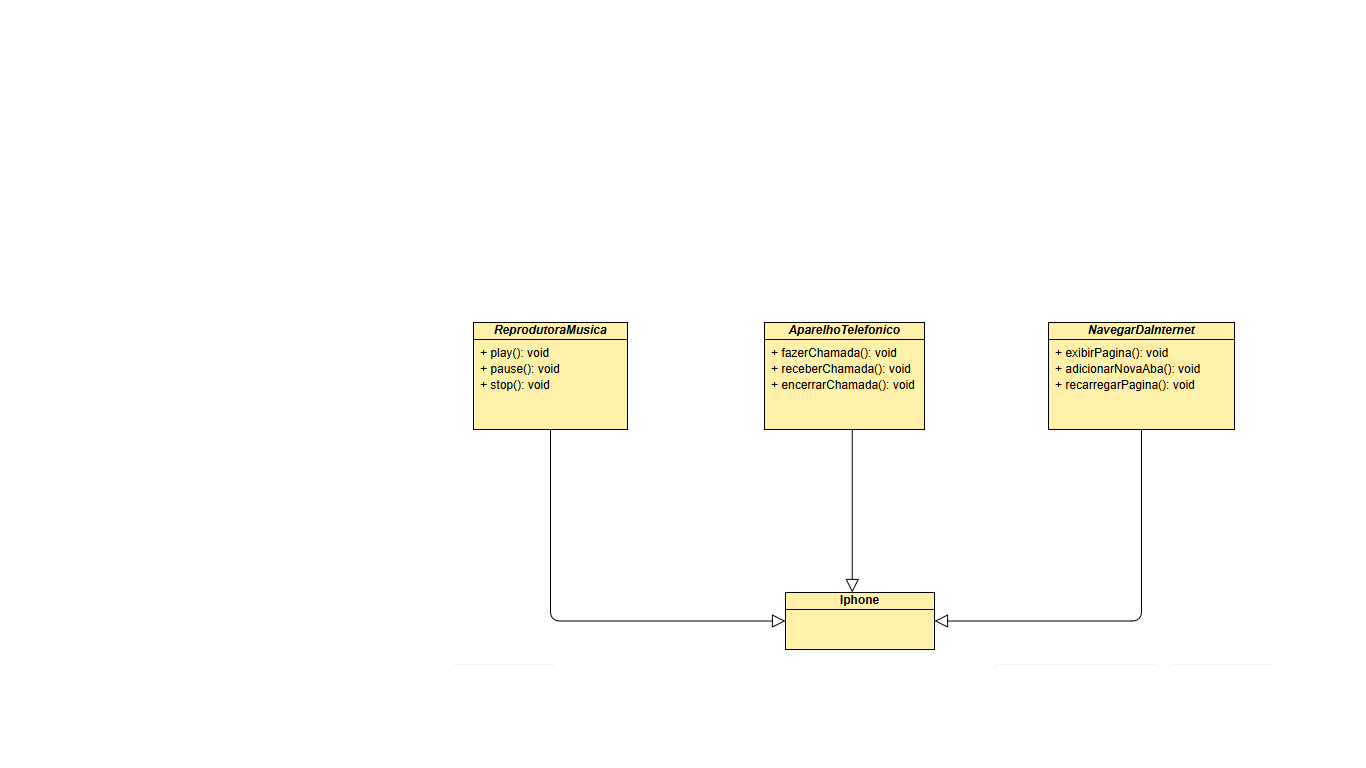 ReprodutoraMusica
+ play(): void
+ pause(): void
+ stop(): void
AparelhoTelefonico
+ fazerChamada(): void
+ receberChamada(): void
+ encerrarChamada(): void
NavegarDaInternet
+ exibirPagina(): void
+ adicionarNovaAba(): void
+ recarregarPagina(): void
Iphone